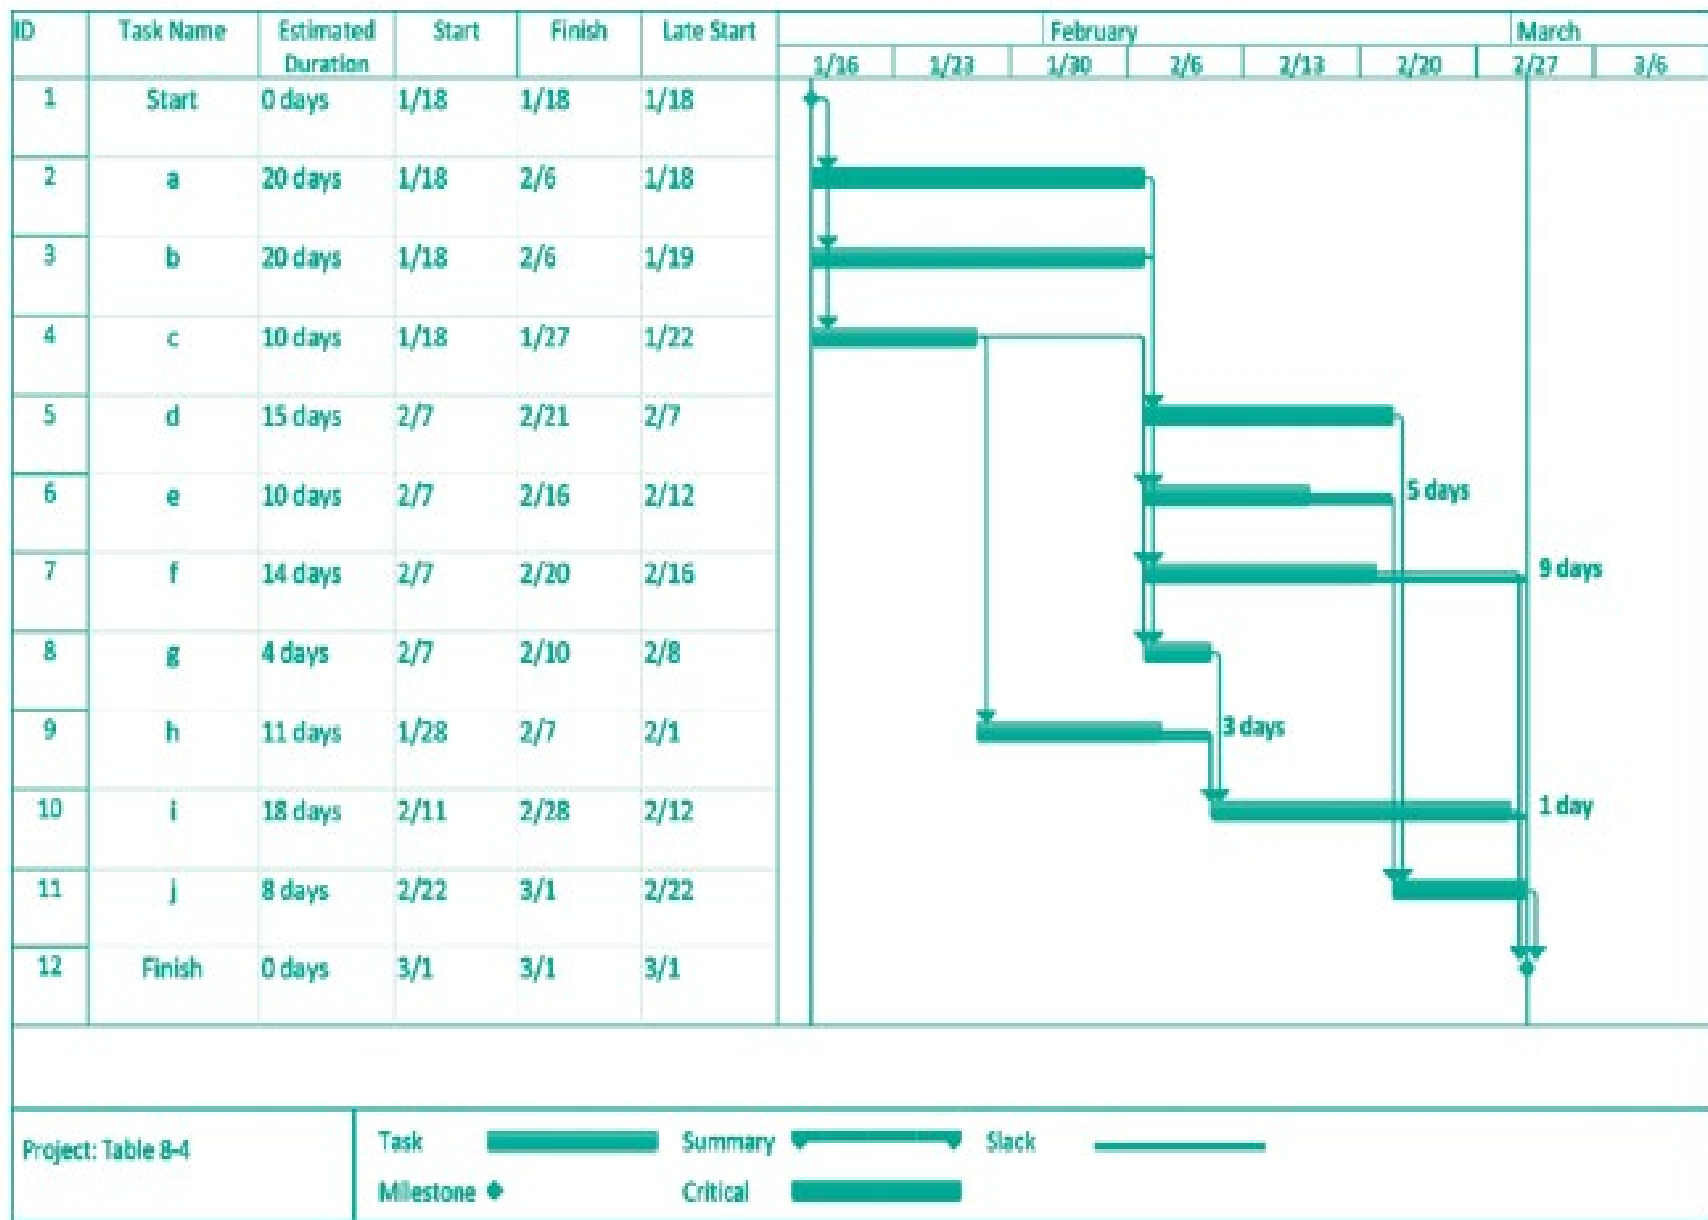 ID Task Name Estimated Duration Start Finish Late Start February March
1/16 1/23 1/30 2/6 2/13 2/20 2/27 3/6
1 Start 0 days 1/18 1/18 1/18
2 a 20 days 1/18 2/6 1/18
3 b 20 days 1/18 2/6 1/19
4 c 10 days 1/18 1/27 1/22
5 d 15 days 2/7 2/21 2/7
6 e 10 days 2/7 2/16 2/12 5 days
7 f 14 days 2/7 2/20 2/16 9 days
8 g 4 days 2/7 2/10 2/8
9 h 11 days 1/28 2/7 2/1 3 days
10 i 18 days 2/11 2/28 2/12 1 day
11 j 8 days 2/22 3/1 2/22
12 Finish 0 days 3/1 3/1 3/1
Project: Table 8-4
Task Summary Slack
Milestone Critical